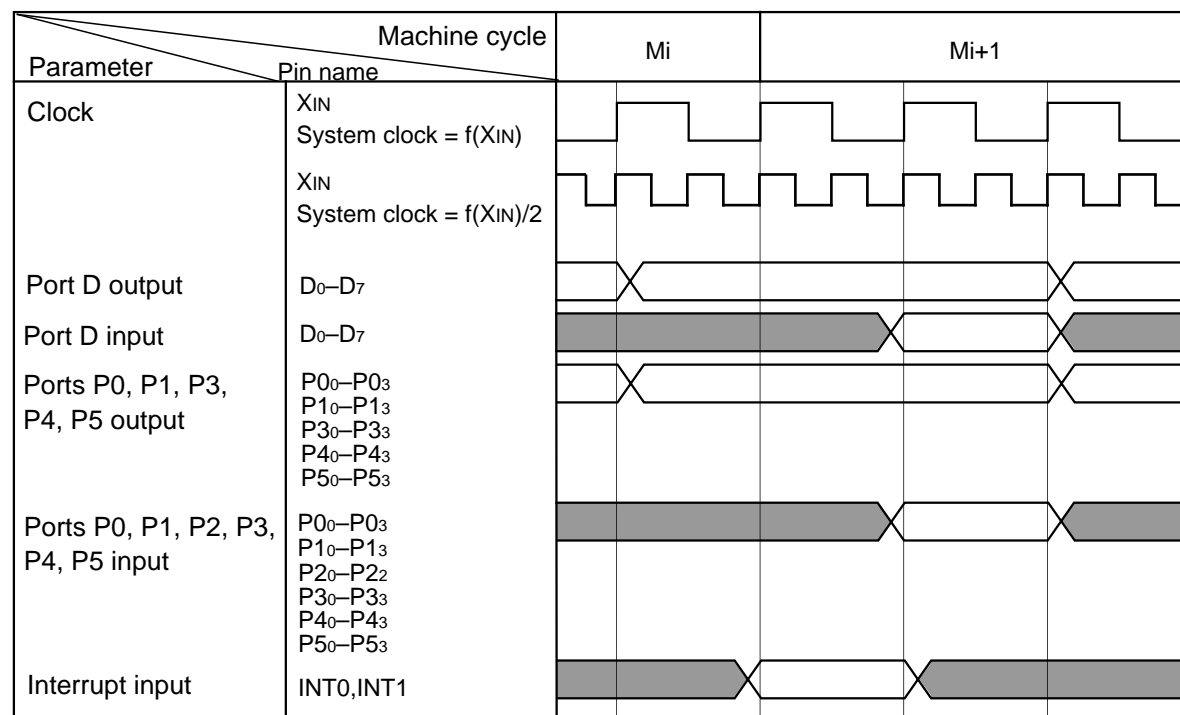 Machine cycle
Parameter
Pin name
Mi
Mi+1
Clock
XIN
System clock = f(XIN)
XIN
System clock = f(XIN)/2
Port D output
D0–D7
Port D input
D0–D7
Ports P0, P1, P3,
P4, P5 output
P00–P03
P10–P13
P30–P33
P40–P43
P50–P53
Ports P0, P1, P2, P3,
P4, P5 input
P00–P03
P10–P13
P20–P22
P30–P33
P40–P43
P50–P53
Interrupt input
INT0,INT1